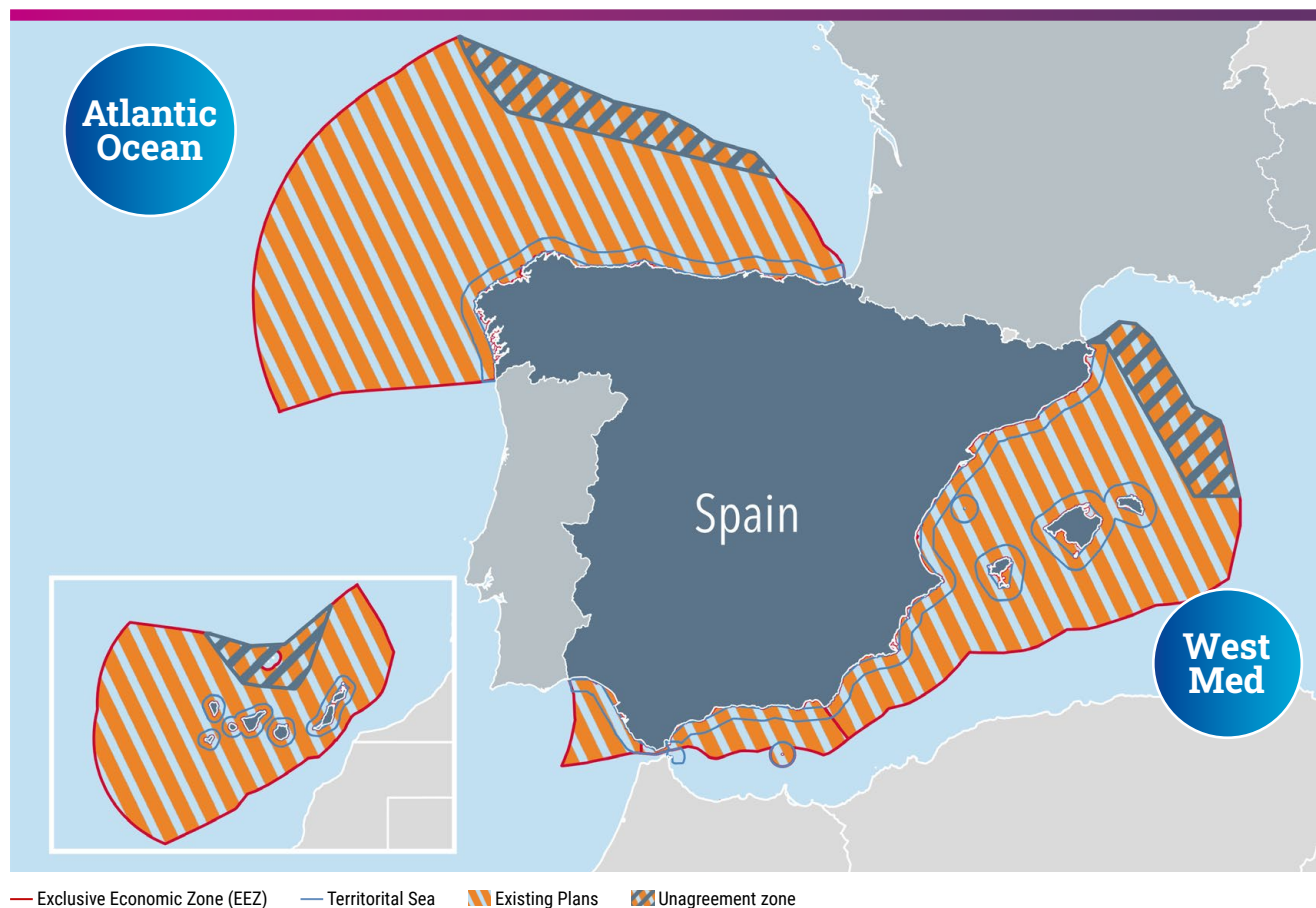 Atlantic
Ocean
Spain
West
Med
Exclusive Economic Zone (EEZ)
Territorital Sea
Existing Plans
Unagreement zone